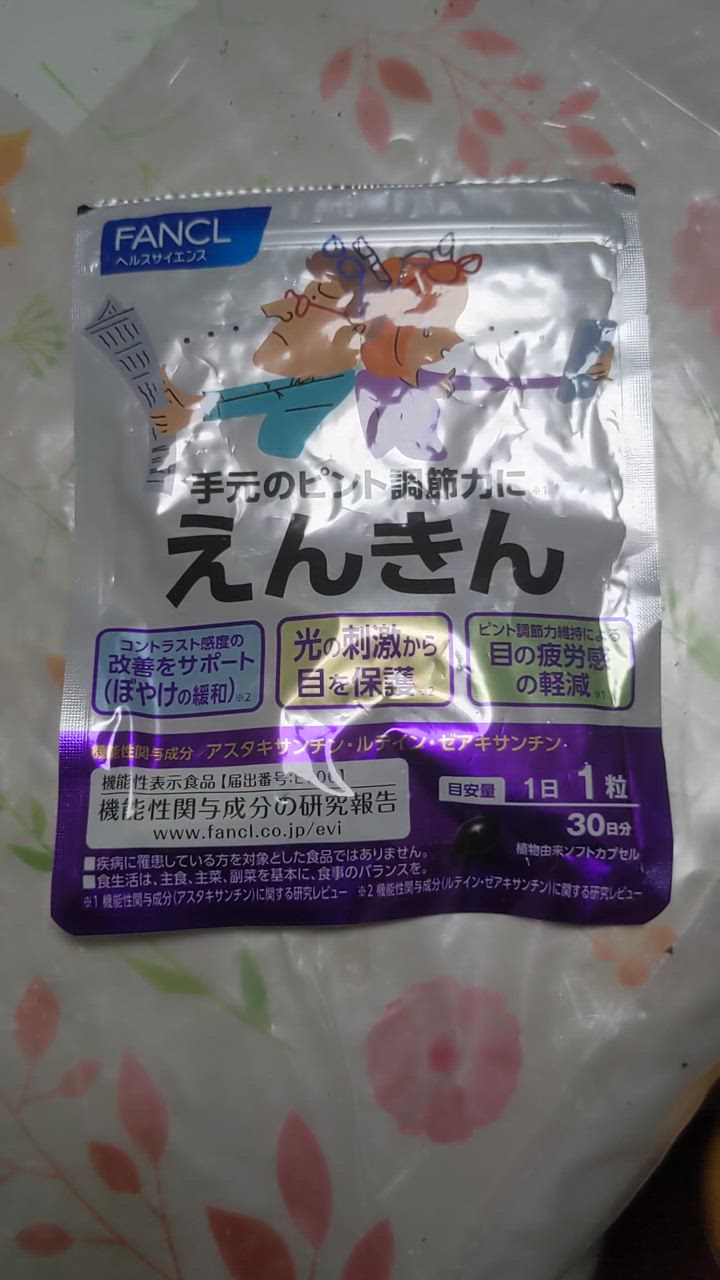 FANCL
ヘルスサイエンス
手元のピント調節力に※1
えんきん
コントラスト感度の
改善をサポート
(ぼやけの緩和)※2
光の刺激から
目を保護※2
ピント調節力維持による
目の疲労感
の軽減※1
機能性関与成分 アスタキサンチン・ルテイン・ゼアキサンチン
機能性表示食品【届出番号:
機能性関与成分の研究報告
www.fancl.co.jp/evi
目安量 1日1粒
30日分
植物由来ソフトカプセル
■疾病に罹患している方を対象とした食品ではありません。
■食生活は、主食、主菜、副菜を基本に、食事のバランスを。
※1 機能性関与成分(アスタキサンチン)に関する研究レビュー ※2 機能性関与成分(ルテイン・ゼアキサンチン)に関する研究レビュー